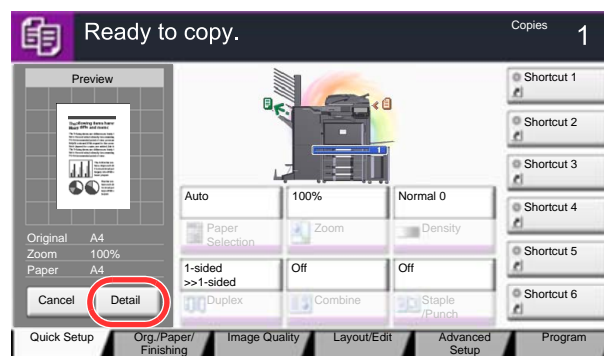 Ready to copy.
Copies 1
Preview
Original A4
Zoom 100%
Paper A4
Cancel
Detail
1
Auto
Paper
Selection
100%
Zoom
Normal 0
Density
1-sided
>>1-sided
Duplex
Off
Combine
Off
Staple
/Punch
Shortcut 1
Shortcut 2
Shortcut 3
Shortcut 4
Shortcut 5
Shortcut 6
Quick Setup
Org./Paper/
Finishing
Image Quality
Layout/Edit
Advanced
Setup
Program